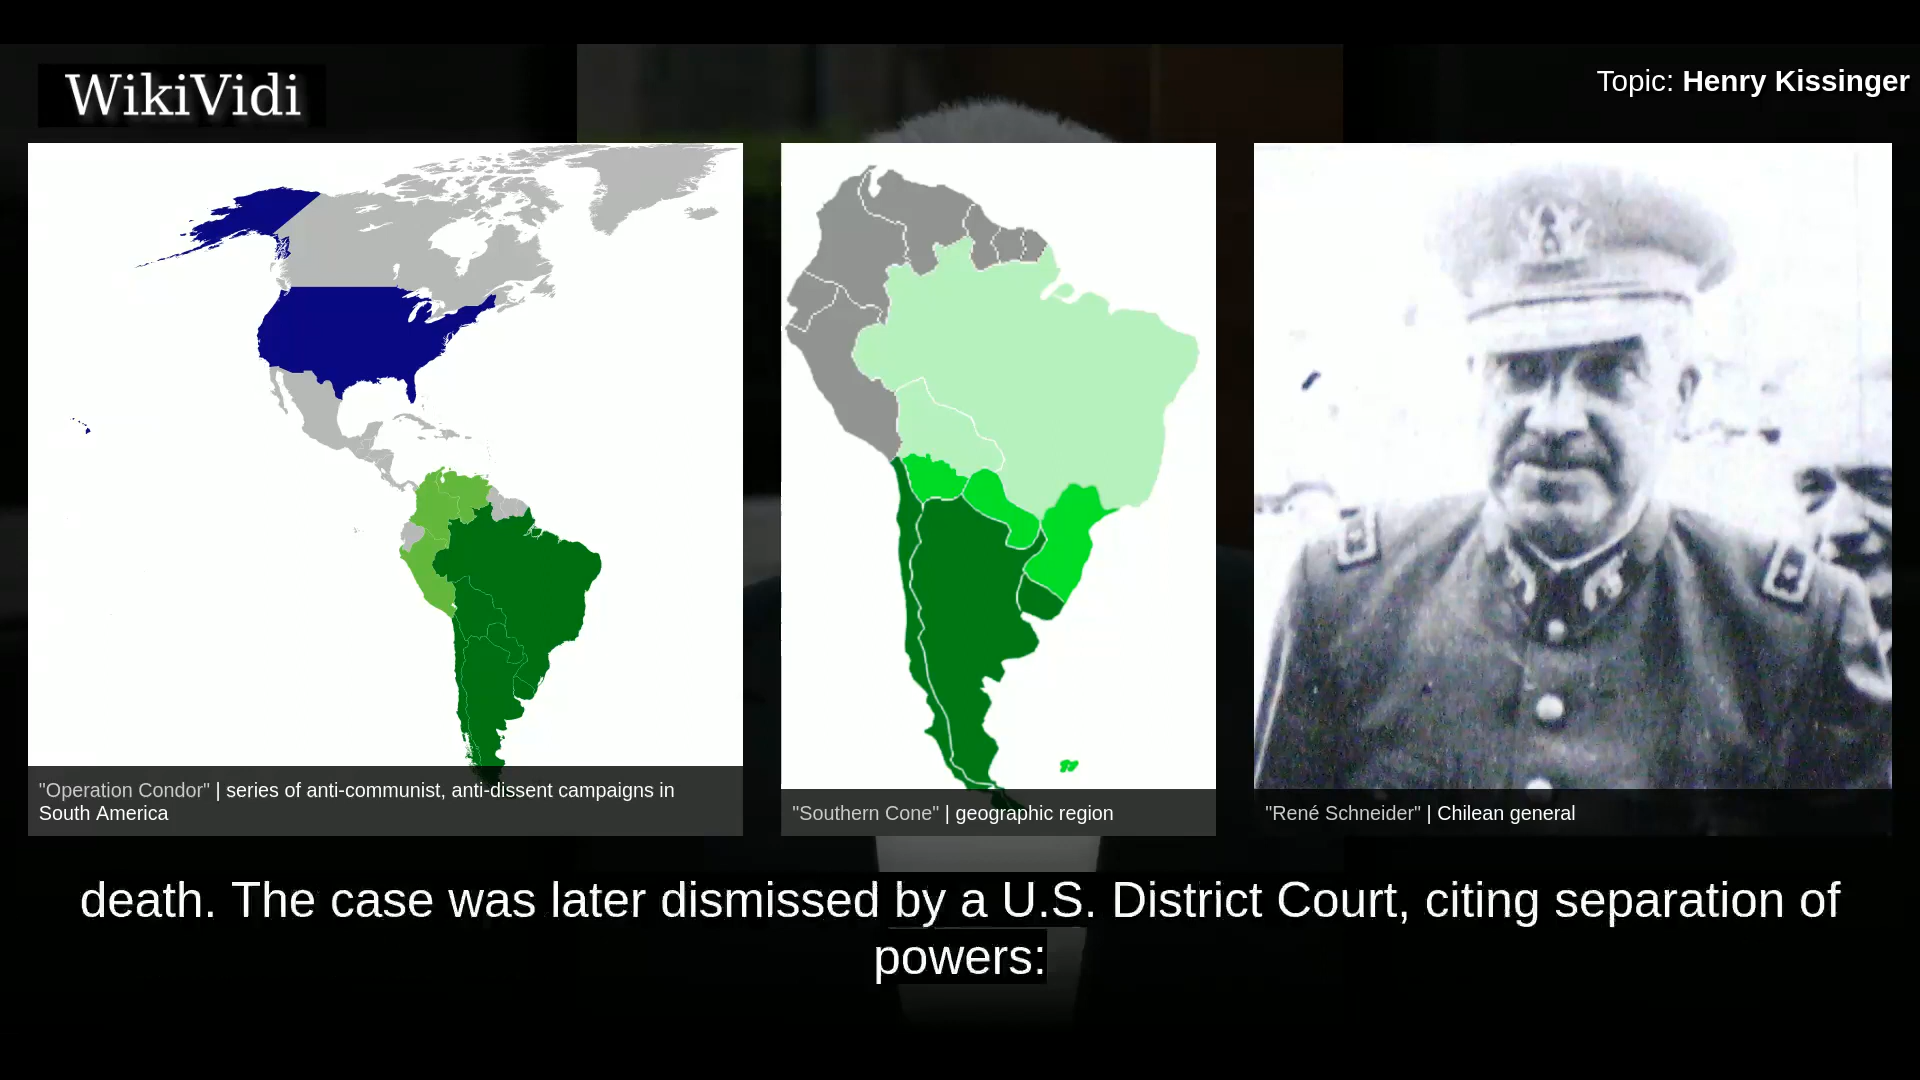 WikiVidi
Topic: Henry Kissinger
"Operation Condor" | series of anti-communist, anti-dissent campaigns in
South America
"Southern Cone" | geographic region
"René Schneider" | Chilean general
death. The case was later dismissed by a U.S. District Court, citing separation of
powers: